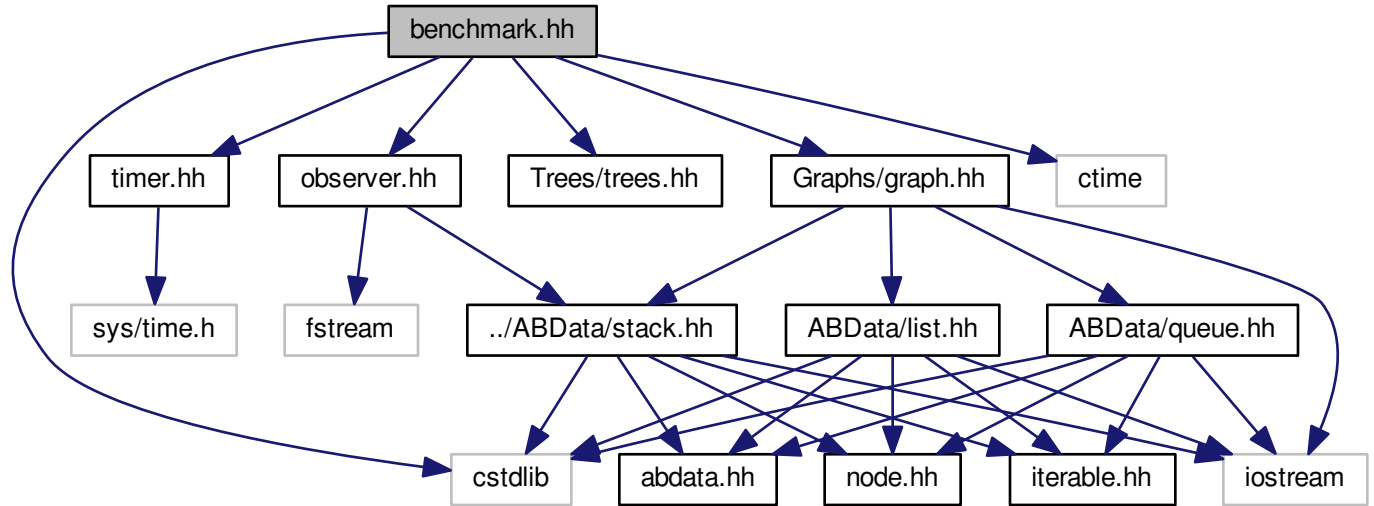 benchmark.hh
timer.hh
observer.hh
Trees/trees.hh
Graphs/graph.hh
ctime
sys/time.h
fstream
../ABData/stack.hh
ABData/list.hh
ABData/queue.hh
cstdlib
abdata.hh
node.hh
iterable.hh
iostream